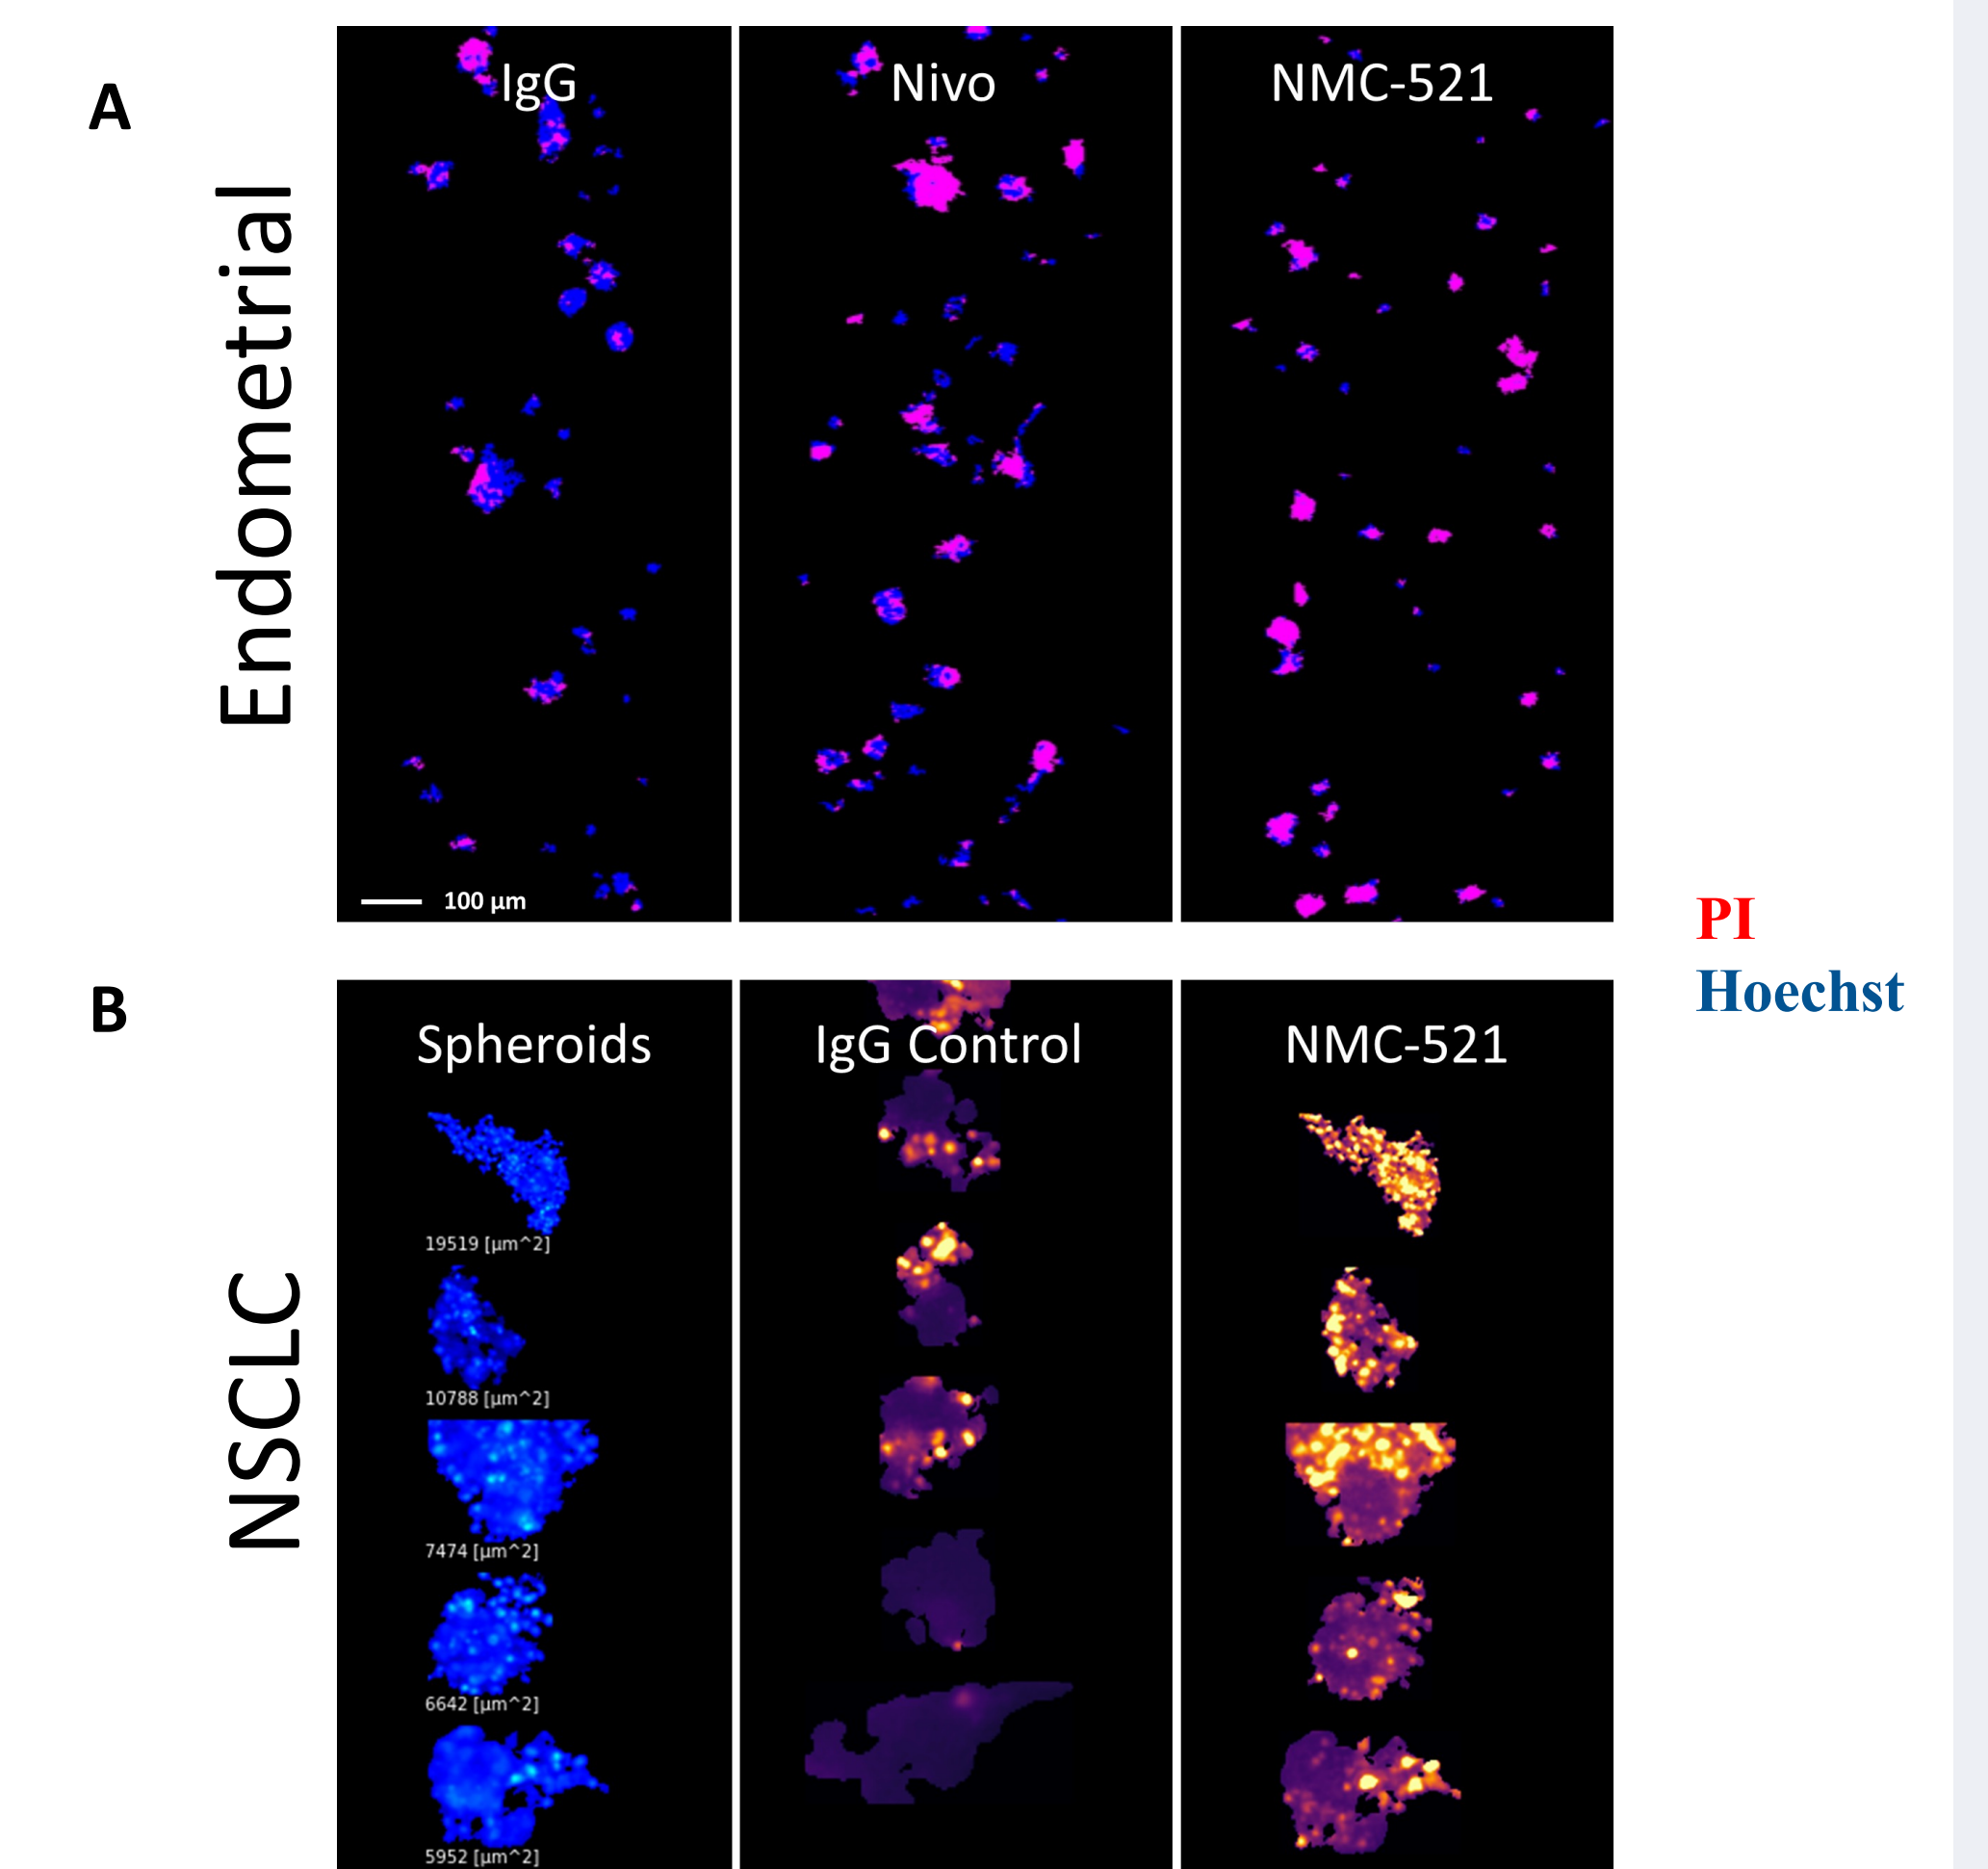 A
Endometrial
IgG
Nivo
NMC-521
100 µm
PI
Hoechst
B
NSCLC
Spheroids
IgG Control
NMC-521
19519 [µm^2]
10788 [µm^2]
7474 [µm^2]
6642 [µm^2]
5952 [µm^2]